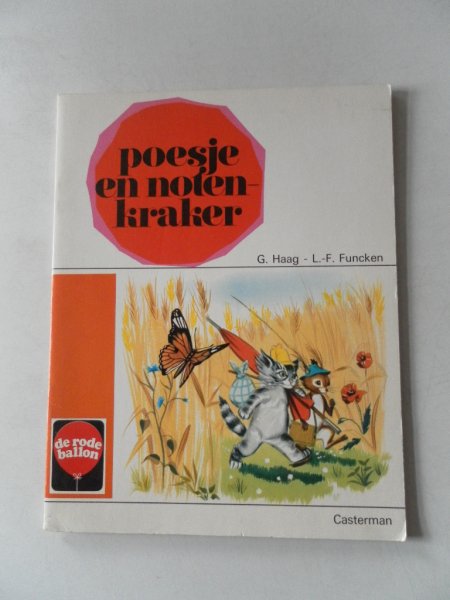 poesje
en noten-
kraker
G. Haag - L.-F. Funcken
de rode
ballon
Casterman